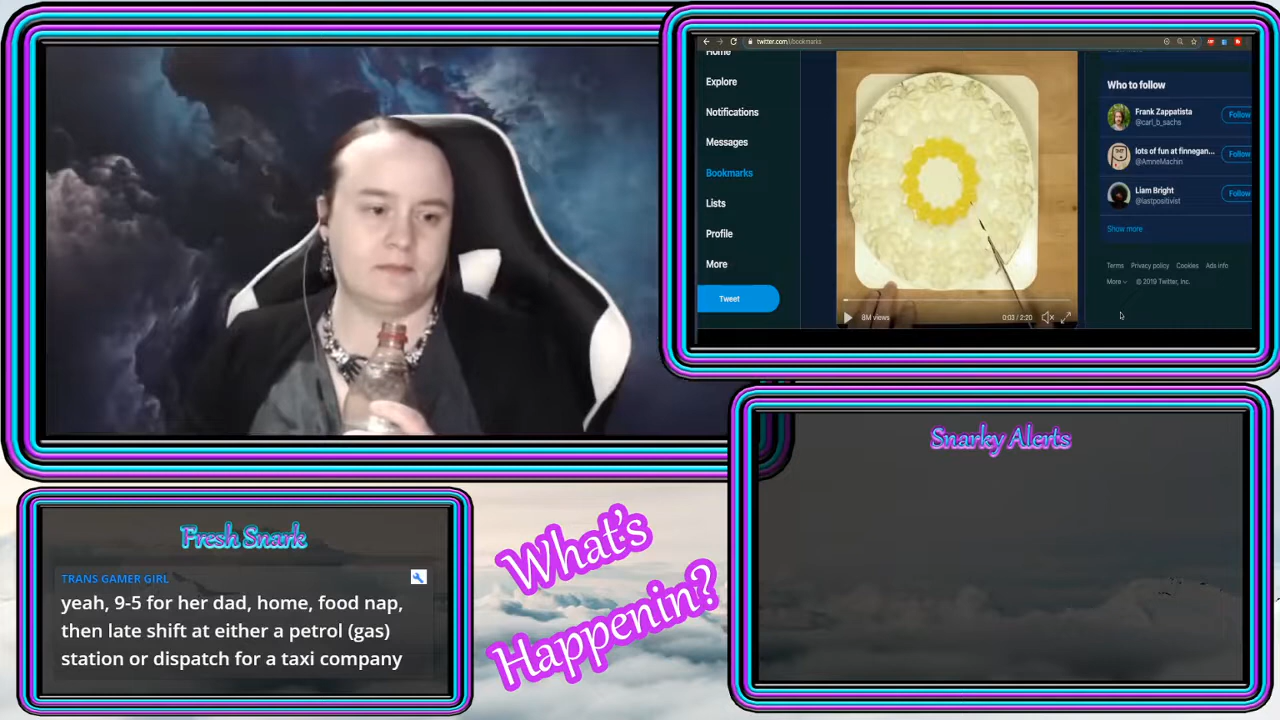 twitter.com/i/bookmarks
Home
Explore
Notifications
Messages
Bookmarks
Lists
Profile
More
Tweet
8M views
0:03 / 2:20
Who to follow
Frank Zappatista
@carl_b_sachs
Follow
lots of fun at finnegan...
@AmneMachin
Follow
Liam Bright
@lastpositivist
Follow
Show more
Terms Privacy policy Cookies Ads info
More © 2019 Twitter, Inc.
Snarky Alerts
Fresh Snark
TRANS GAMER GIRL
yeah, 9-5 for her dad, home, food nap,
then late shift at either a petrol (gas)
station or dispatch for a taxi company
What's
Happenin?